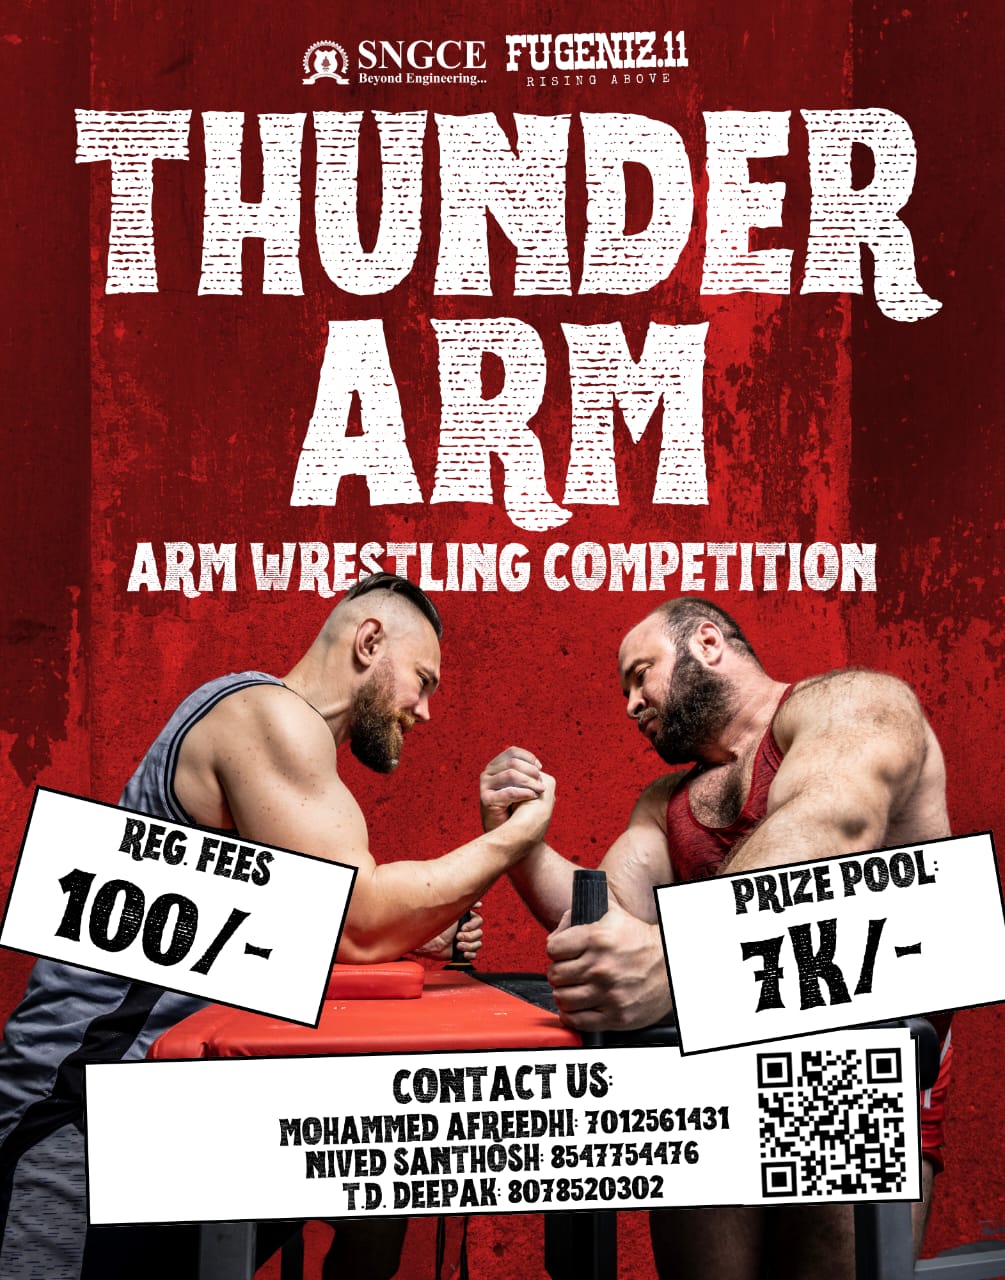 SNGCE
Beyond Engineering...
FUGENIZ.11
RISING ABOVE
THUNDER
ARM
ARM WRESTLING COMPETITION
REG. FEES
100/-
PRIZE POOL:
7K/-
CONTACT US:
MOHAMMED AFREEDHI: 7012561431
NIVED SANTHOSH: 8547754476
T.D. DEEPAK: 8078520302